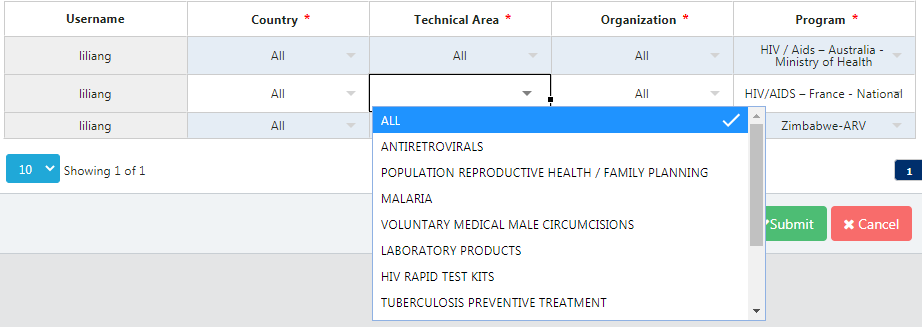 Username Country * Technical Area * Organization * Program *
liliang All All All HIV / Aids – Australia -
Ministry of Health
liliang All All HIV/AIDS – France - National
liliang All Zimbabwe-ARV
ALL
ANTIRETROVIRALS
POPULATION REPRODUCTIVE HEALTH / FAMILY PLANNING
MALARIA
VOLUNTARY MEDICAL MALE CIRCUMCISIONS
LABORATORY PRODUCTS
HIV RAPID TEST KITS
TUBERCULOSIS PREVENTIVE TREATMENT
10 Showing 1 of 1 1
Submit Cancel